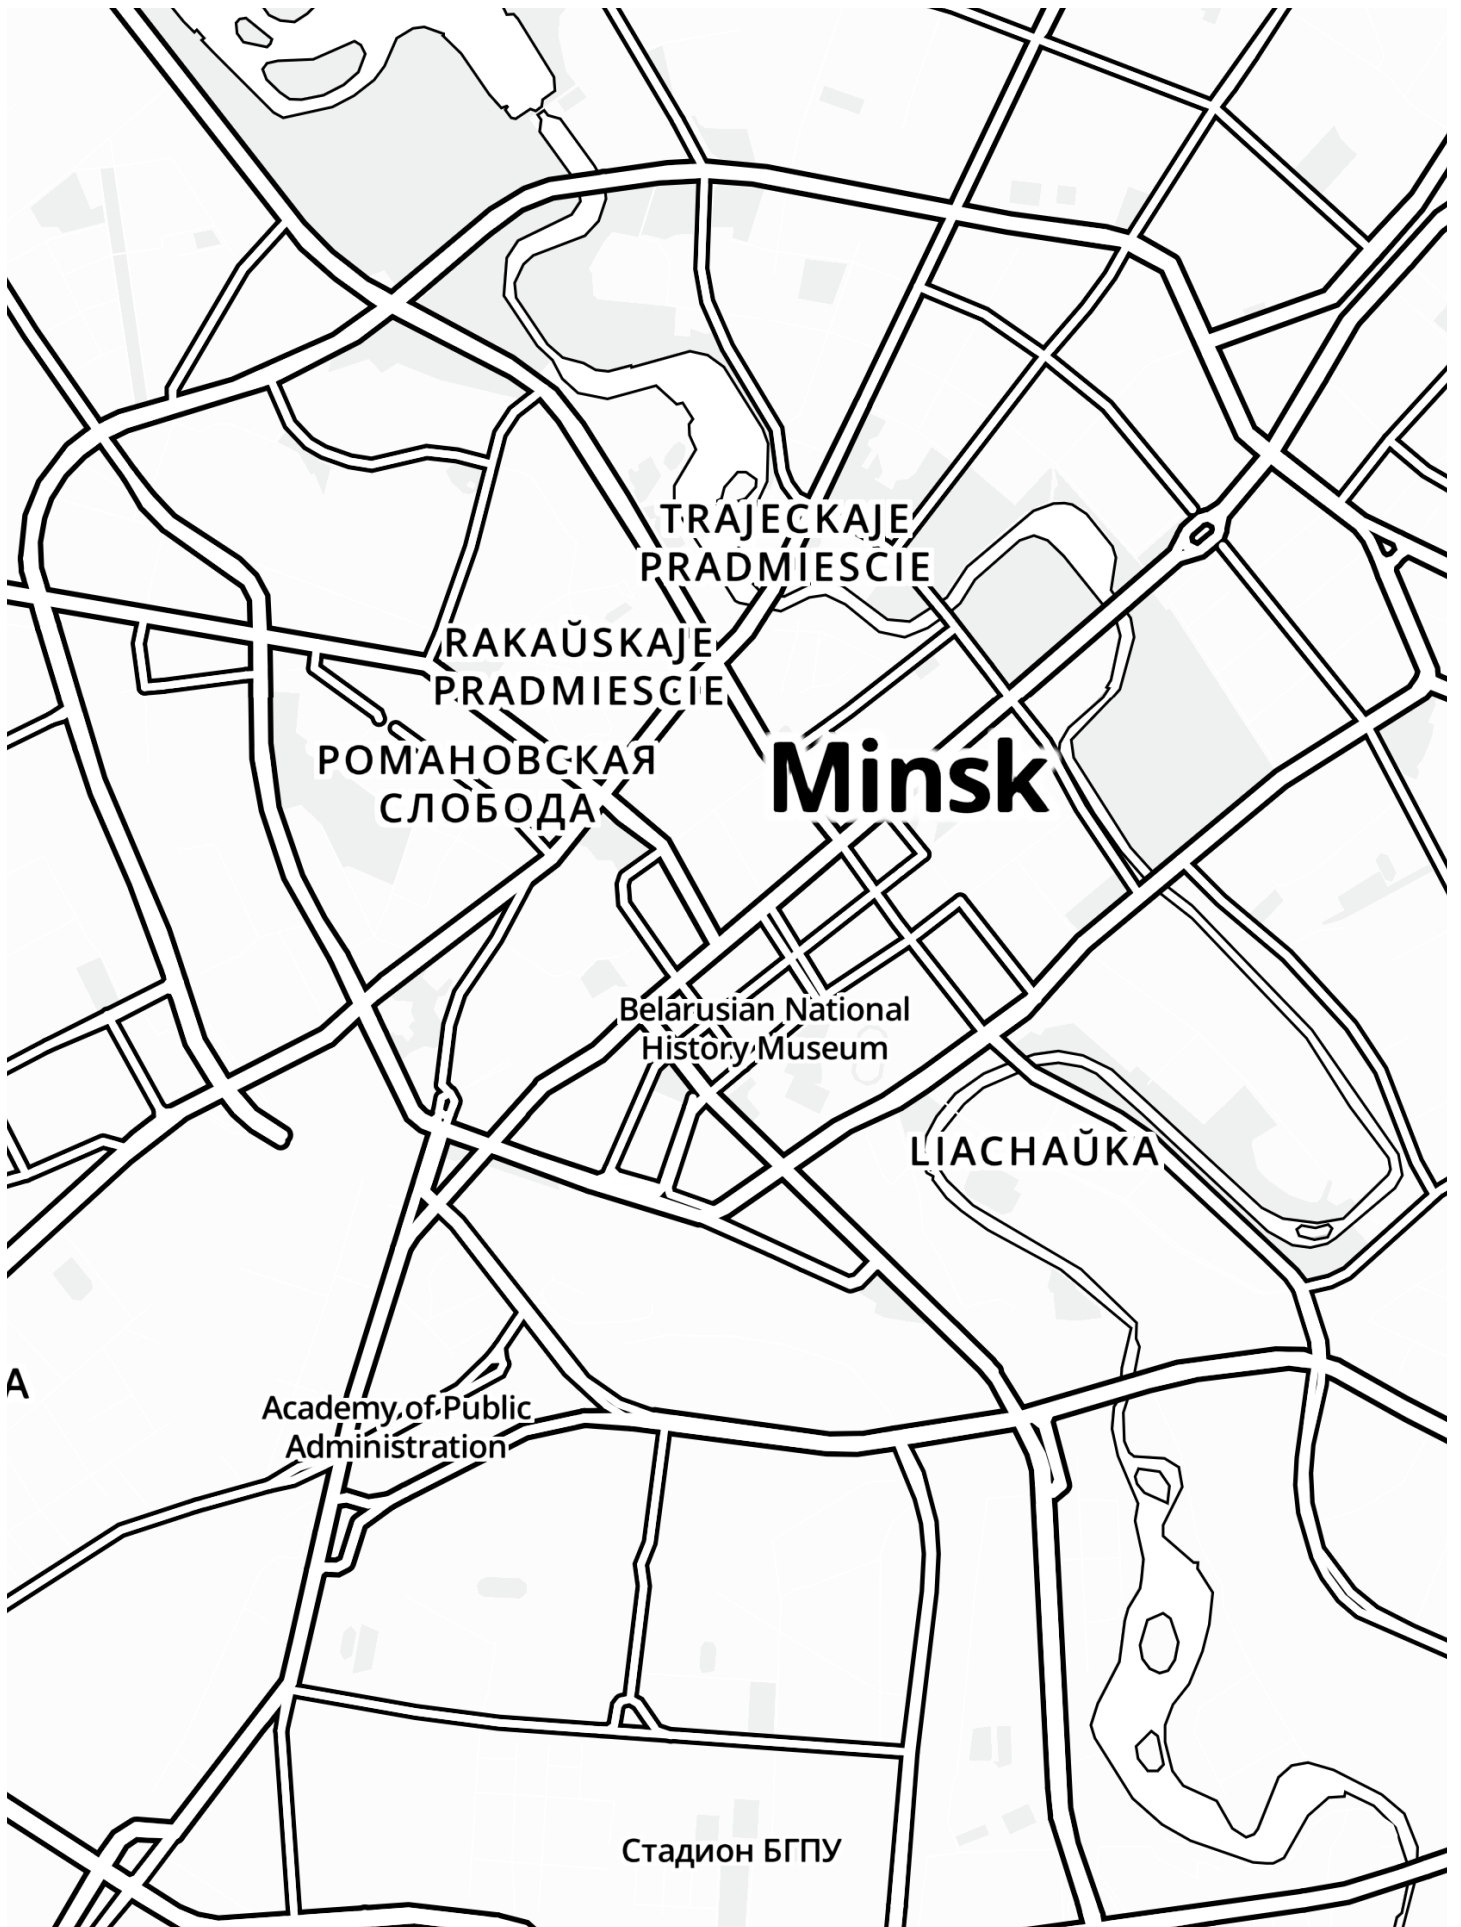 TRAJECKAJE
PRADMIESCIE
RAKAŬSKAJE
PRADMIESCIE
РОМАНОВСКАЯ
СЛОБОДА
Minsk
Belarusian National
History Museum
LIACHAŬKA
A
Academy of Public
Administration
Стадион БГПУ